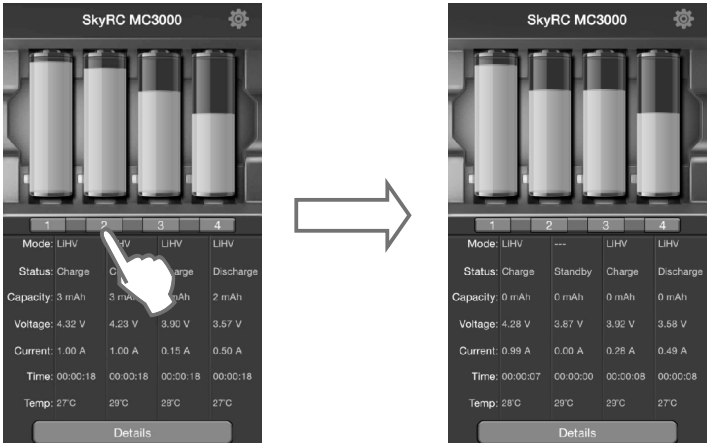 SkyRC MC3000
1 2 3 4
Mode: LiHV LiHV LiHV
Status: Charge Discharge
Capacity: 3 mAh 3 mAh 2 mAh
Voltage: 4.32 V 4.23 V 3.90 V 3.57 V
Current: 1.00 A 1.00 A 0.15 A 0.50 A
Time: 00:00:18 00:00:18 00:00:18 00:00:18
Temp: 27°C 29°C 29°C 27°C
Details
SkyRC MC3000
1 2 3 4
Mode: LiHV --- LiHV LiHV
Status: Charge Standby Charge Discharge
Capacity: 0 mAh 0 mAh 0 mAh 0 mAh
Voltage: 4.28 V 3.87 V 3.92 V 3.58 V
Current: 0.99 A 0.00 A 0.28 A 0.49 A
Time: 00:00:07 00:00:00 00:00:08 00:00:08
Temp: 28°C 29°C 29°C 27°C
Details